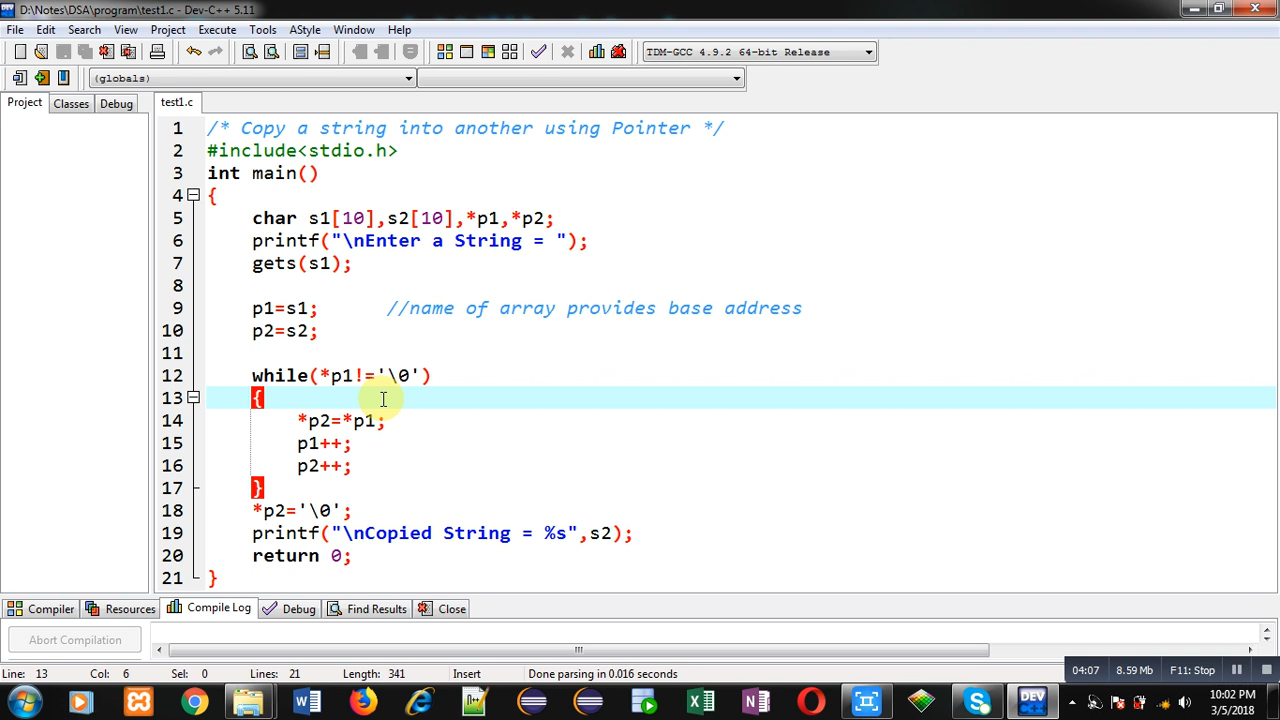 D:\Notes\DSA\program\test1.c - Dev-C++ 5.11
File Edit Search View Project Execute Tools AStyle Window Help
TDM-GCC 4.9.2 64-bit Release
(globals)
Project Classes Debug test1.c
1 /* Copy a string into another using Pointer */
2 #include<stdio.h>
3 int main()
4 {
5 char s1[10],s2[10],*p1,*p2;
6 printf("\nEnter a String = ");
7 gets(s1);
8
9 p1=s1; //name of array provides base address
10 p2=s2;
11
12 while(*p1!='\0')
13 {
14 *p2=*p1;
15 p1++;
16 p2++;
17 }
18 *p2='\0';
19 printf("\nCopied String = %s",s2);
20 return 0;
21 }
Compiler Resources Compile Log Debug Find Results Close
Abort Compilation
Line: 13 Col: 6 Sel: 0 Lines: 21 Length: 341 Insert Done parsing in 0.016 seconds
04:07 8.59 Mb F11: Stop
DEV
10:02 PM
3/5/2018